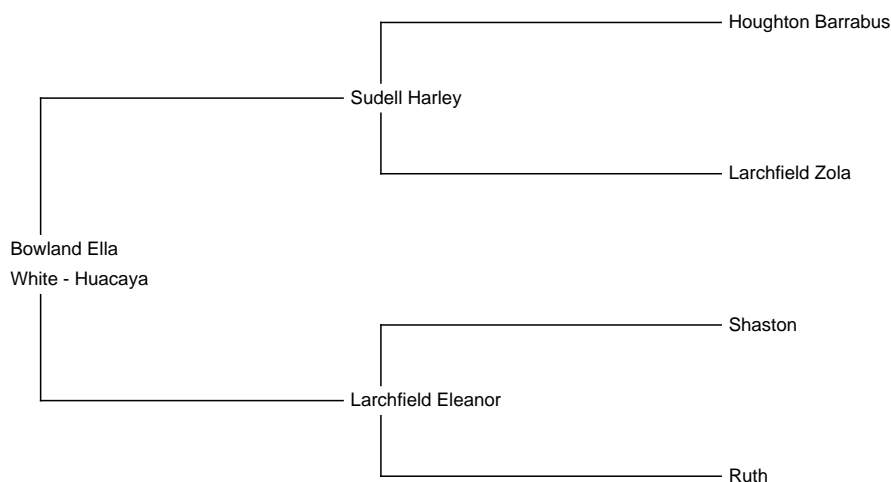 Houghton Barrabus
Sudell Harley
Larchfield Zola
Bowland Ella
White - Huacaya
Shaston
Larchfield Eleanor
Ruth